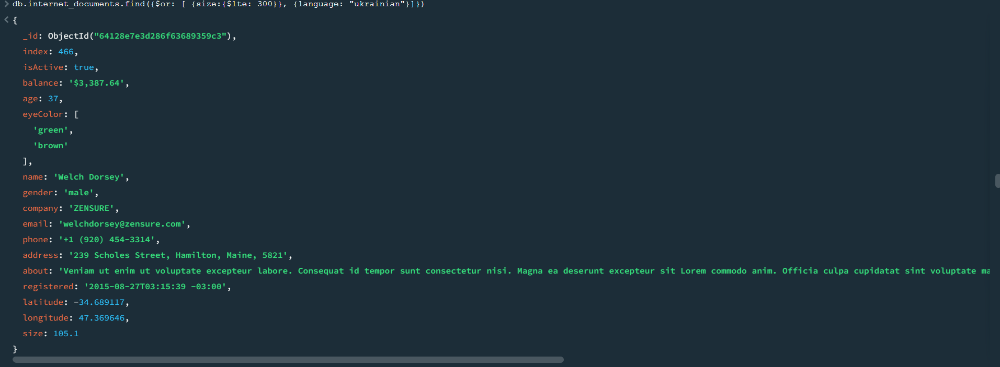 db.internet_documents.find({$or: [ {size:{$lte: 300}}, {language: "ukrainian"}]})
{
_id: ObjectId("64128e7e3d286f63689359c3"),
index: 466,
isActive: true,
balance: '$3,387.64',
age: 37,
eyeColor: [
'green',
'brown'
],
name: 'Welch Dorsey',
gender: 'male',
company: 'ZENSURE',
email: 'welchdorsey@zensure.com',
phone: '+1 (920) 454-3314',
address: '239 Scholes Street, Hamilton, Maine, 5821',
about: 'Veniam ut enim ut voluptate excepteur labore. Consequat id tempor sunt consectetur nisi. Magna ea deserunt excepteur sit Lorem commodo anim. Officia culpa cupidatat sint voluptate ma
registered: '2015-08-27T03:15:39 -03:00',
latitude: -34.689117,
longitude: 47.369646,
size: 105.1
}